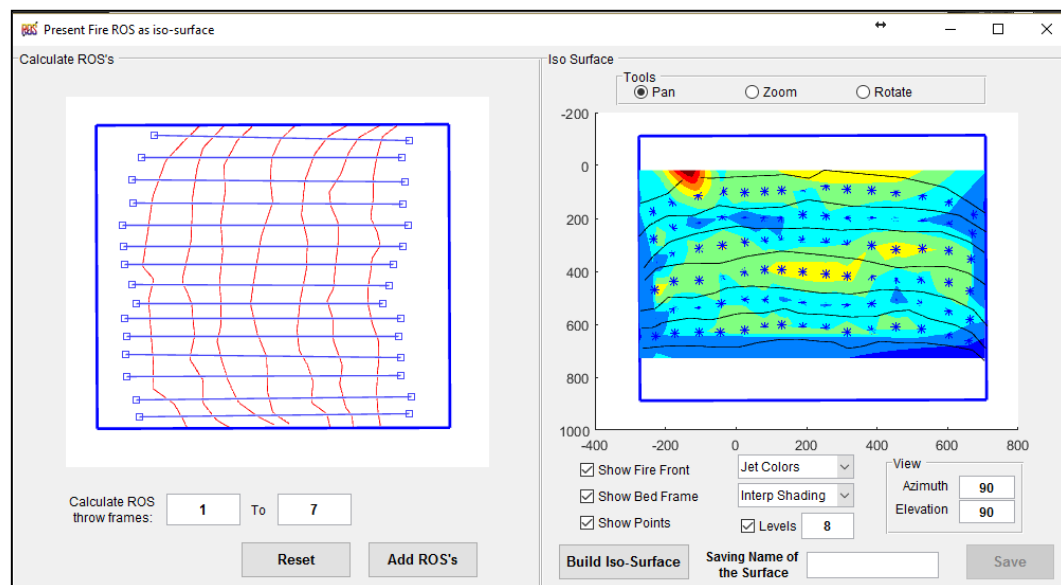 Present Fire ROS as iso-surface
Calculate ROS's
Calculate ROS
throw frames:
1
To
7
Reset
Add ROS's
Iso Surface
Tools
Pan
Zoom
Rotate
-200
0
200
400
600
800
1000
-400
-200
0
200
400
600
800
Show Fire Front
Jet Colors
Show Bed Frame
Interp Shading
Show Points
Levels
8
View
Azimuth
90
Elevation
90
Build Iso-Surface
Saving Name of
the Surface
Save